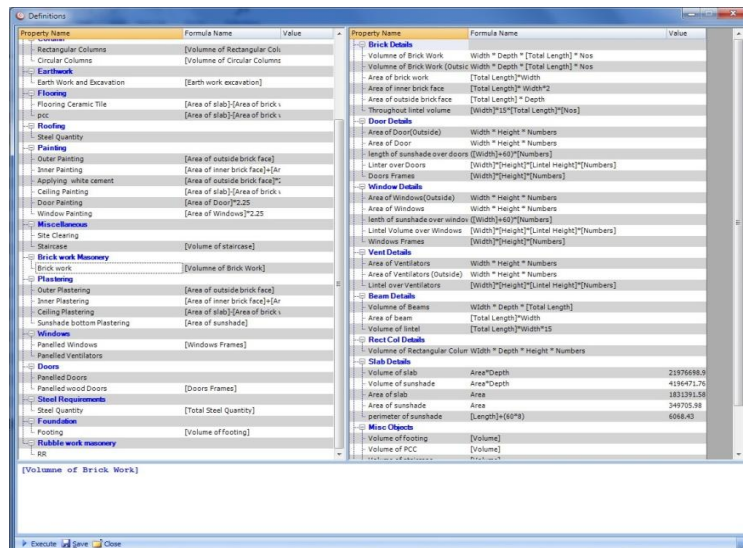 Definitions
Property Name Formula Name Value
Column
Rectangular Columns [Volume of Rectangular Colu
Circular Columns [Volume of Circular Columns
Earthwork
Earth Work and Excavation [Earth work excavation]
Flooring
Flooring Ceramic Tile [Area of slab]-[Area of brick w
pcc [Area of slab]-[Area of brick w
Roofing
Steel Quantity
Painting
Outer Painting [Area of outside brick face]
Inner Painting [Area of inner brick face]+[Ar
Applying white cement [Area of outside brick face]*2
Ceiling Painting [Area of slab]-[Area of brick w
Door Painting [Area of Door]*2.25
Window Painting [Area of Windows]*2.25
Miscellaneous
Site Clearing
Staircase [Volume of staircase]
Brick work Masonery
Brick work [Volumne of Brick Work]
Plastering
Outer Plastering [Area of outside brick face]
Inner Plastering [Area of inner brick face]+[Ar
Ceiling Plastering [Area of slab]-[Area of brick w
Sunshade bottom Plastering [Area of sunshade]
Windows
Panelled Windows [Windows Frames]
Panelled Ventilators
Doors
Panelled Doors
Panelled wood Doors [Doors Frames]
Steel Requirements
Steel Quantity [Total Steel Quantity]
Foundation
Footing [Volume of footing]
Rubble work masonery
RR
Property Name Formula Name Value
Brick Details
Volumne of Brick Work Width * Depth * [Total Length] * Nos
Volumne of Brick Work (Outsic Width * Depth * [Total Length] * Nos
Area of brick work [Total Length]*Width
Area of inner brick face [Total Length]* Width*2
Area of outside brick face [Total Length] * Depth
Throughout lintel volume [Width]*15*[Total Length]*[Nos]
Door Details
Area of Door(Outside) Width * Height * Numbers
Area of Door Width * Height * Numbers
length of sunshade over doors ([Width]+60)*[Numbers]
Linter over Doors [Width]*[Height]*[Lintel Height]*[Numbers]
Doors Frames [Width]*[Height]*[Numbers]
Window Details
Area of Windows(Outside) Width * Height * Numbers
Area of Windows Width * Height * Numbers
lenth of sunshade over window ([Width]+60)*[Numbers]
Lintel Volume over Windows [Width]*[Height]*[Lintel Height]*[Numbers]
Windows Frames [Width]*[Height]*[Numbers]
Vent Details
Area of Ventilators Width * Height * Numbers
Area of Ventilators (Outside) Width * Height * Numbers
Lintel over Ventilators [Width]*[Height]*[Lintel Height]*[Numbers]
Beam Details
Volumne of Beams WIdth * Depth * [Total Length]
Area of beam [Total Length]*Width
Volume of lintel [Total Length]*Width*15
Rect Col Details
Volumne of Rectangular Colum WIdth * Depth * Height * Numbers
Slab Details
Volume of slab Area*Depth 21976698.9
Volume of sunshade Area*Depth 4196471.76
Area of slab Area 1831391.58
Area of sunshade Area 349705.98
perimeter of sunshade [Length]+(60*8) 6068.43
Misc Objects
Volume of footing [Volume]
Volume of PCC [Volume]
Volume of staircase [Volume]
[Volumne of Brick Work]
Execute Save Close